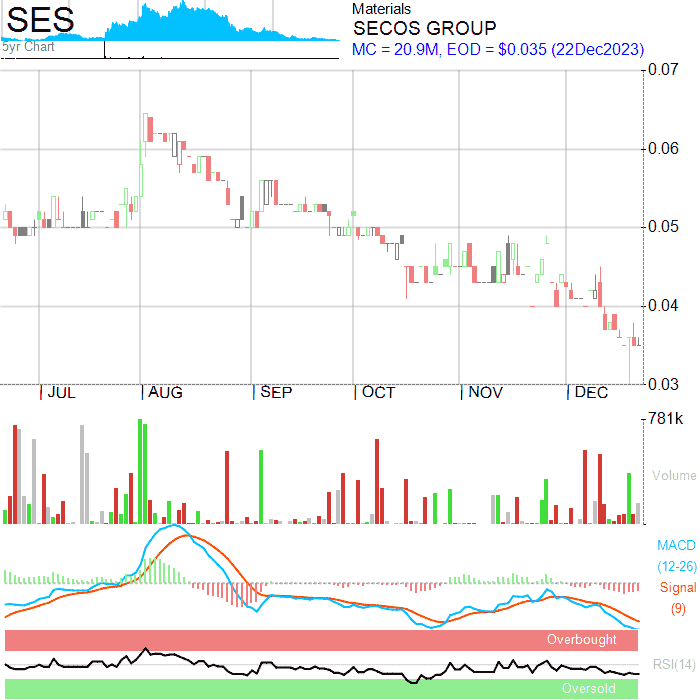 SES
5yr Chart
Materials
SECOS GROUP
MC = 20.9M, EOD = $0.035 (22Dec2023)
0.07
0.06
0.05
0.04
0.03
JUL AUG SEP OCT NOV DEC
781k
Volume
MACD
(12-26)
Signal
(9)
Overbought
RSI(14)
Oversold